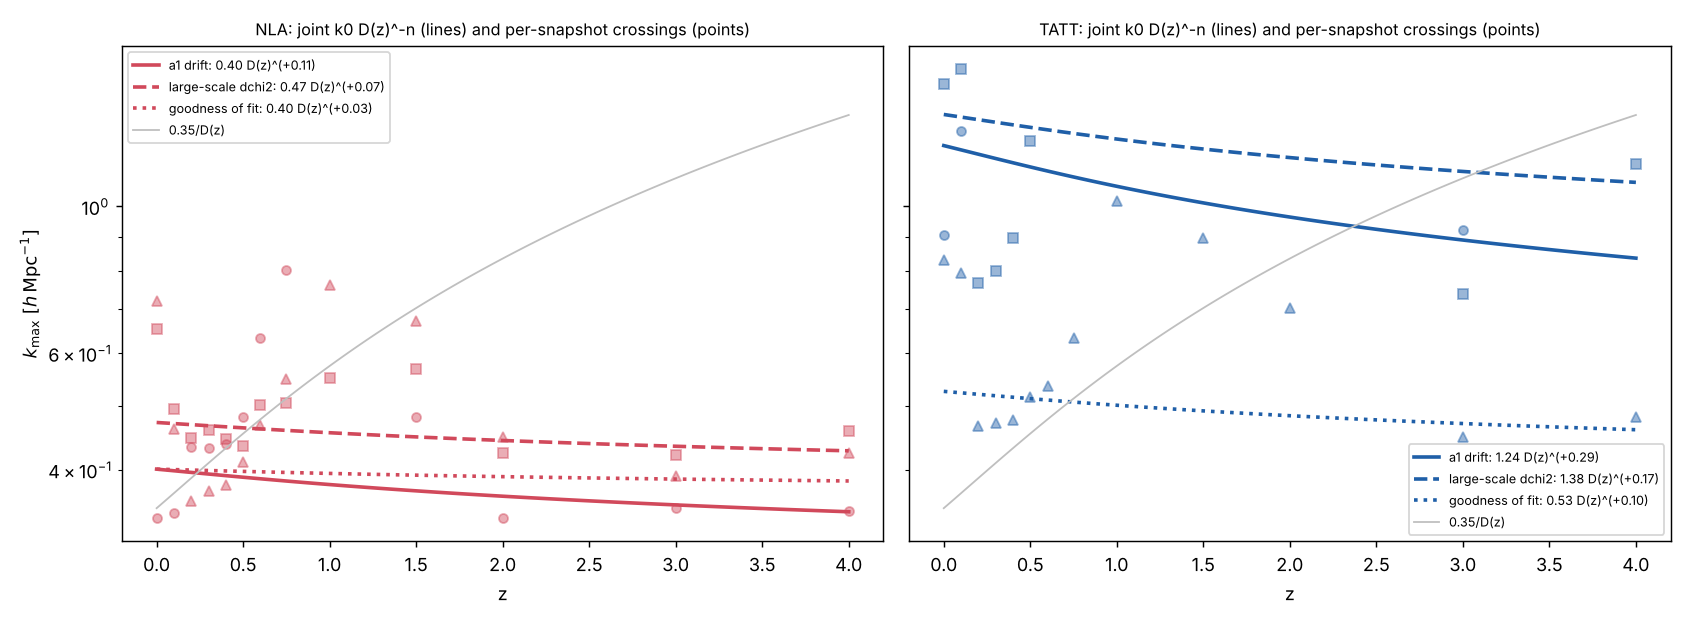 NLA: joint k0 D(z)^-n (lines) and per-snapshot crossings (points)
a1 drift: 0.40 D(z)^(+0.11)
large-scale dchi2: 0.47 D(z)^(+0.07)
goodness of fit: 0.40 D(z)^(+0.03)
0.35/D(z)
k_max [h Mpc⁻¹]
10⁰
6 × 10⁻¹
4 × 10⁻¹
0.0 0.5 1.0 1.5 2.0 2.5 3.0 3.5 4.0
z
TATT: joint k0 D(z)^-n (lines) and per-snapshot crossings (points)
a1 drift: 1.24 D(z)^(+0.29)
large-scale dchi2: 1.38 D(z)^(+0.17)
goodness of fit: 0.53 D(z)^(+0.10)
0.35/D(z)
0.0 0.5 1.0 1.5 2.0 2.5 3.0 3.5 4.0
z